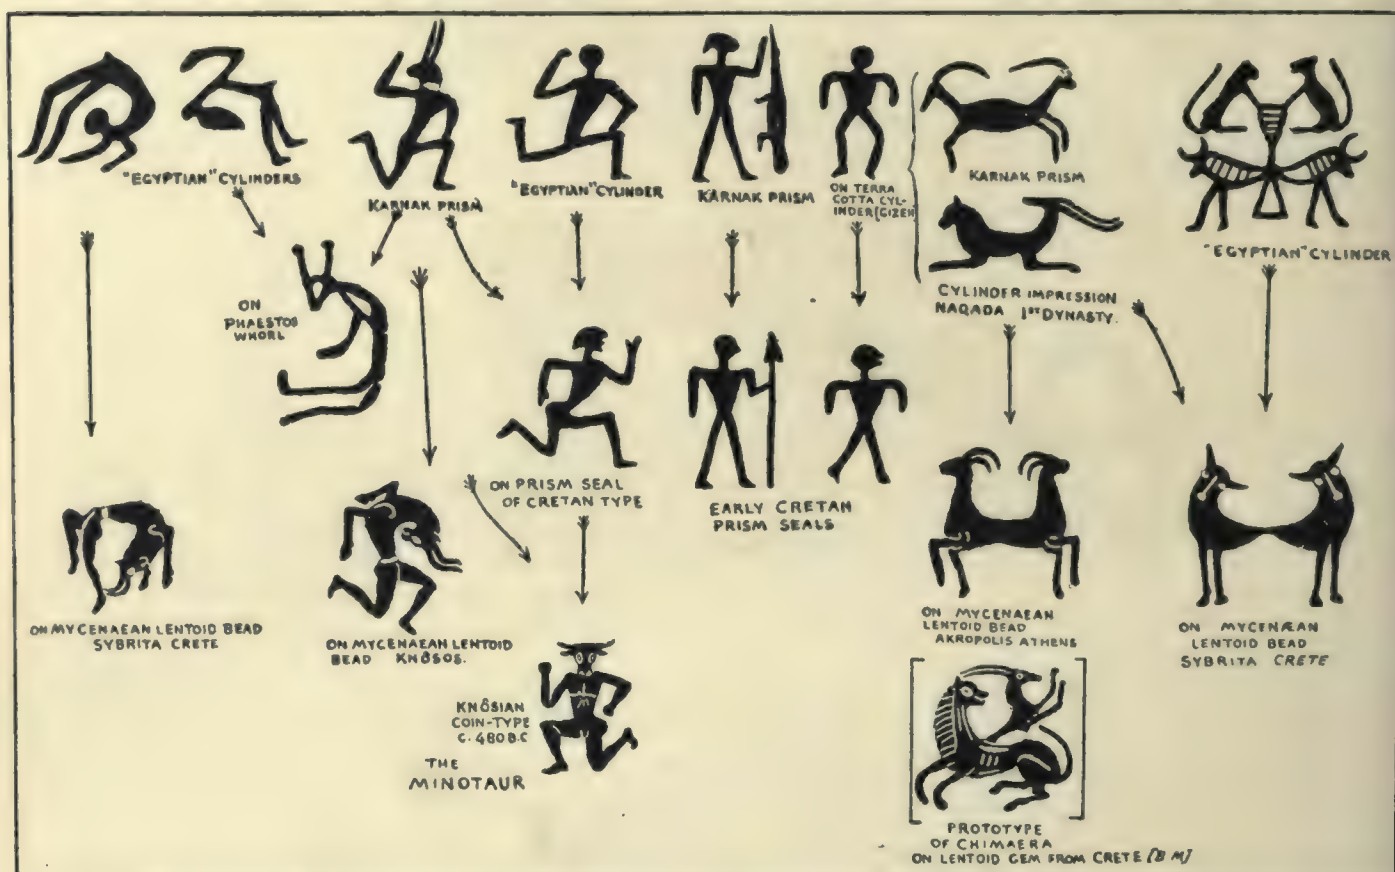 "EGYPTIAN" CYLINDERS
KARNAK PRISM
"EGYPTIAN" CYLINDER
KARNAK PRISM
ON TERRA
COTTA CYL-
INDER [GIZEH]
KARNAK PRISM
CYLINDER IMPRESSION
NAQADA 1ST DYNASTY.
"EGYPTIAN" CYLINDER
ON
PHAESTOS
WHORL
ON PRISM SEAL
OF CRETAN TYPE
EARLY CRETAN
PRISM SEALS
ON MYCENAEAN LENTOID BEAD
SYBRITA CRETE
ON MYCENAEAN LENTOID
BEAD KNÔSOS.
ON MYCENAEAN
LENTOID BEAD
AKROPOLIS ATHENS
ON MYCENÆAN
LENTOID BEAD
SYBRITA CRETE
KNÔSIAN
COIN-TYPE
C. 480 B.C
THE
MINOTAUR
PROTOTYPE
OF CHIMAERA
ON LENTOID GEM FROM CRETE [B M]